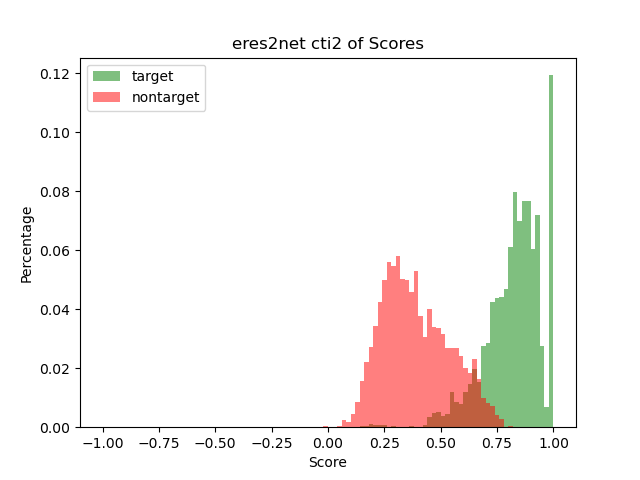 eres2net cti2 of Scores
target
nontarget
0.12
0.10
0.08
0.06
0.04
0.02
0.00
Percentage
−1.00 −0.75 −0.50 −0.25 0.00 0.25 0.50 0.75 1.00
Score